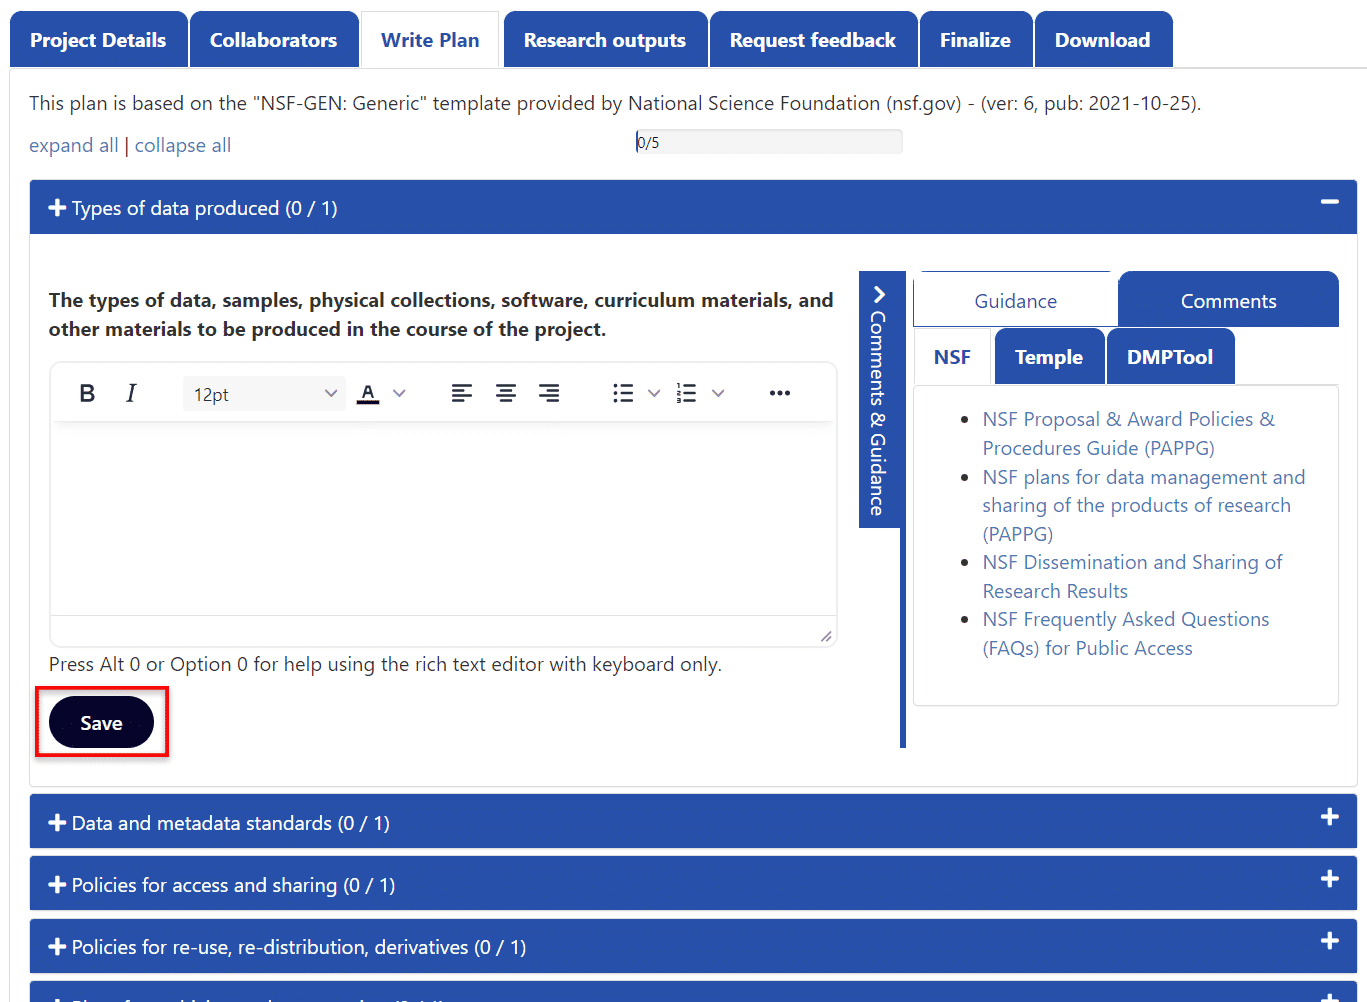 Project Details
Collaborators
Write Plan
Research outputs
Request feedback
Finalize
Download
This plan is based on the "NSF-GEN: Generic" template provided by National Science Foundation (nsf.gov) - (ver: 6, pub: 2021-10-25).
expand all | collapse all
0/5
Types of data produced (0 / 1)
The types of data, samples, physical collections, software, curriculum materials, and
other materials to be produced in the course of the project.
B I 12pt A
Press Alt 0 or Option 0 for help using the rich text editor with keyboard only.
Save
Comments & Guidance
Guidance
Comments
NSF
Temple
DMPTool
NSF Proposal & Award Policies &
Procedures Guide (PAPPG)
NSF plans for data management and
sharing of the products of research
(PAPPG)
NSF Dissemination and Sharing of
Research Results
NSF Frequently Asked Questions
(FAQs) for Public Access
Data and metadata standards (0 / 1)
Policies for access and sharing (0 / 1)
Policies for re-use, re-distribution, derivatives (0 / 1)